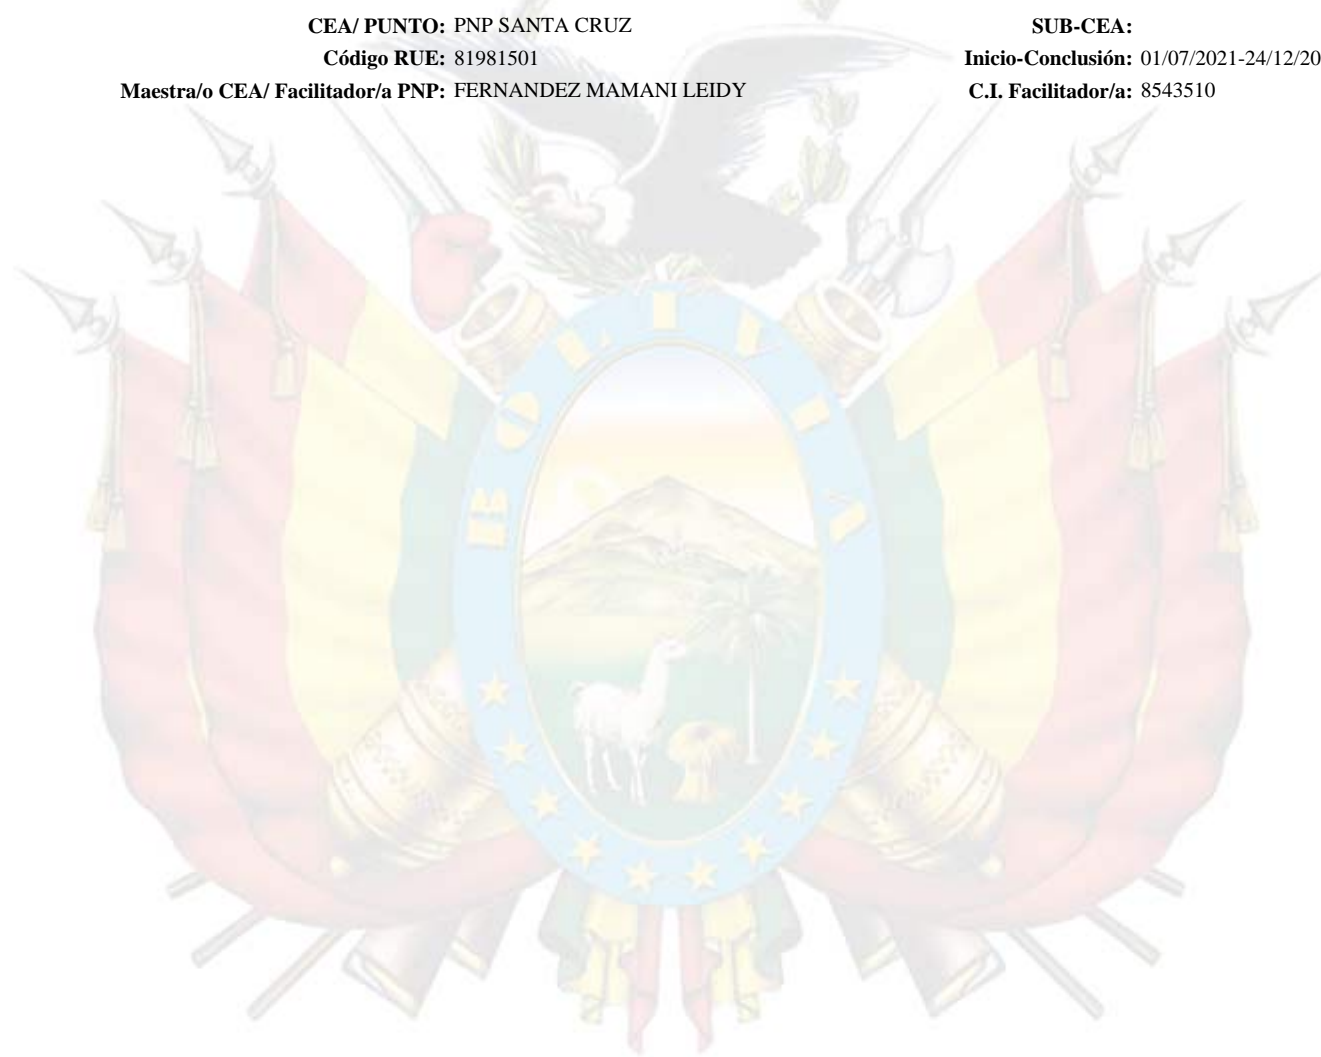 CEA/ PUNTO: PNP SANTA CRUZ SUB-CEA:
Código RUE: 81981501 Inicio-Conclusión: 01/07/2021-24/12/20
Maestra/o CEA/ Facilitador/a PNP: FERNANDEZ MAMANI LEIDY C.I. Facilitador/a: 8543510
BOLIVIA